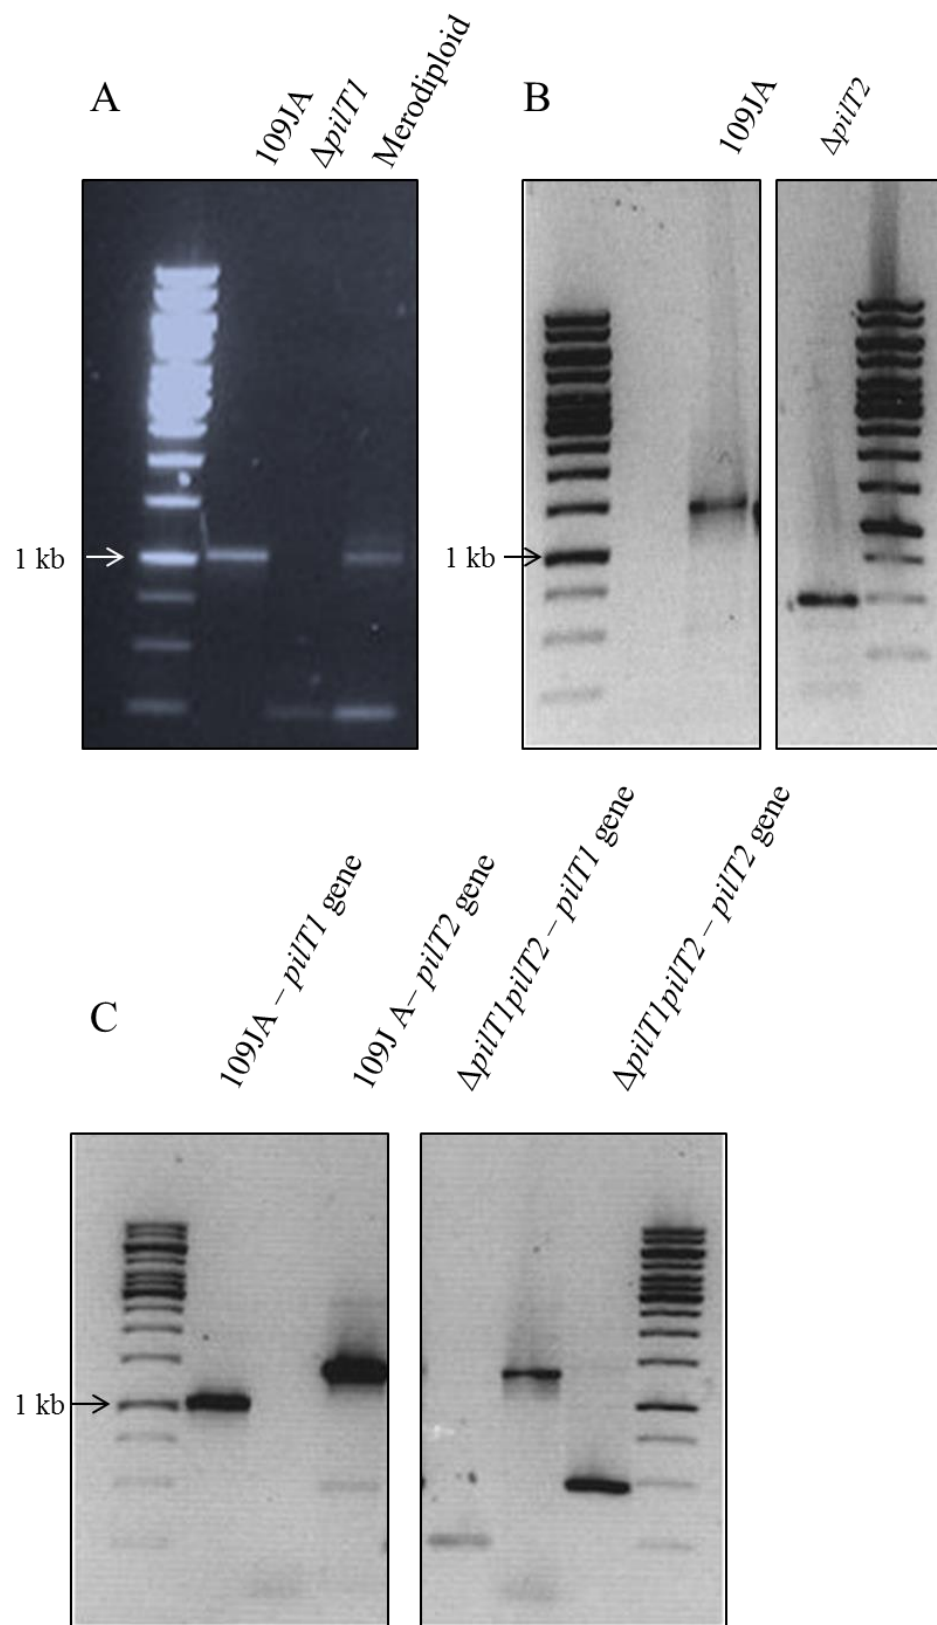 A
109JA
ΔpilT1
Merodiploid
1 kb
B
109JA
ΔpilT2
1 kb
C
109JA – pilT1 gene
109J A– pilT2 gene
ΔpilT1pilT2 – pilT1 gene
ΔpilT1pilT2 – pilT2 gene
1 kb